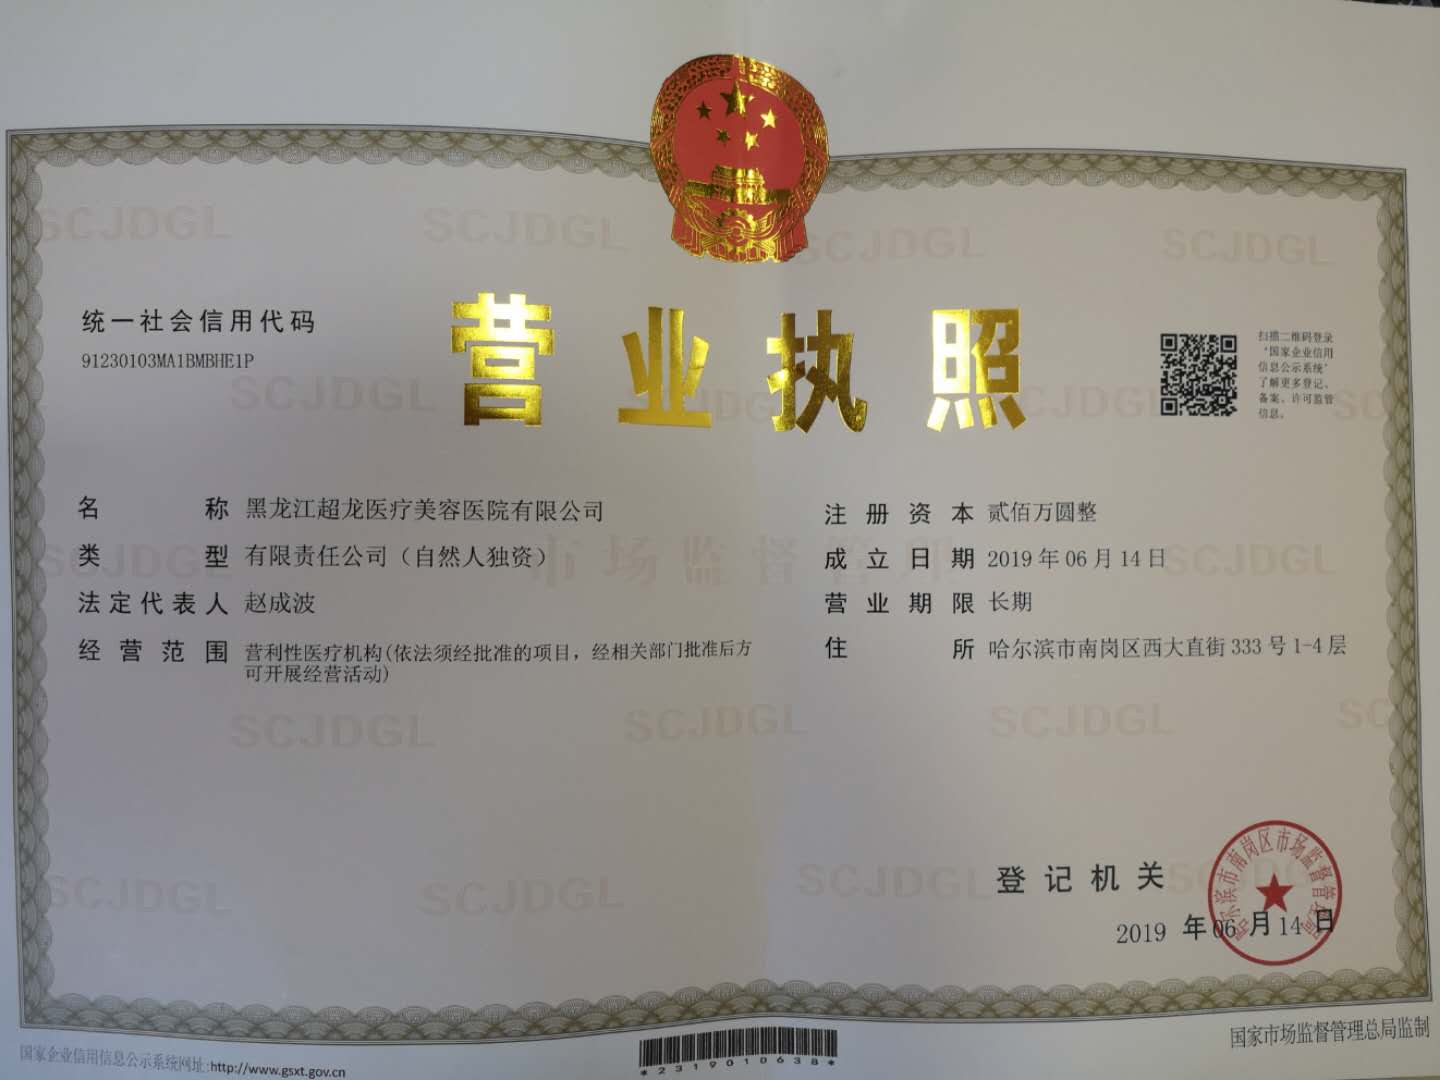 统一社会信用代码
91230103MA1BMBHE1P
营业执照
扫描二维码登录
“国家企业信用
信息公示系统’
了解更多登记、
备案、许可监管
信息。
名称 黑龙江超龙医疗美容医院有限公司
类型 有限责任公司（自然人独资）
法定代表人 赵成波
经营范围 营利性医疗机构(依法须经批准的项目，经相关部门批准后方
可开展经营活动)
注册资本 贰佰万圆整
成立日期 2019年06月14日
营业期限 长期
住所 哈尔滨市南岗区西大直街333号1-4层
SCJDGL
市场监督管理
登记机关
哈尔滨市南岗区市场监督管理局
2019 年 06 月 14 日
国家企业信用信息公示系统网址:http://www.gsxt.gov.cn
*2319010638*
国家市场监督管理总局监制